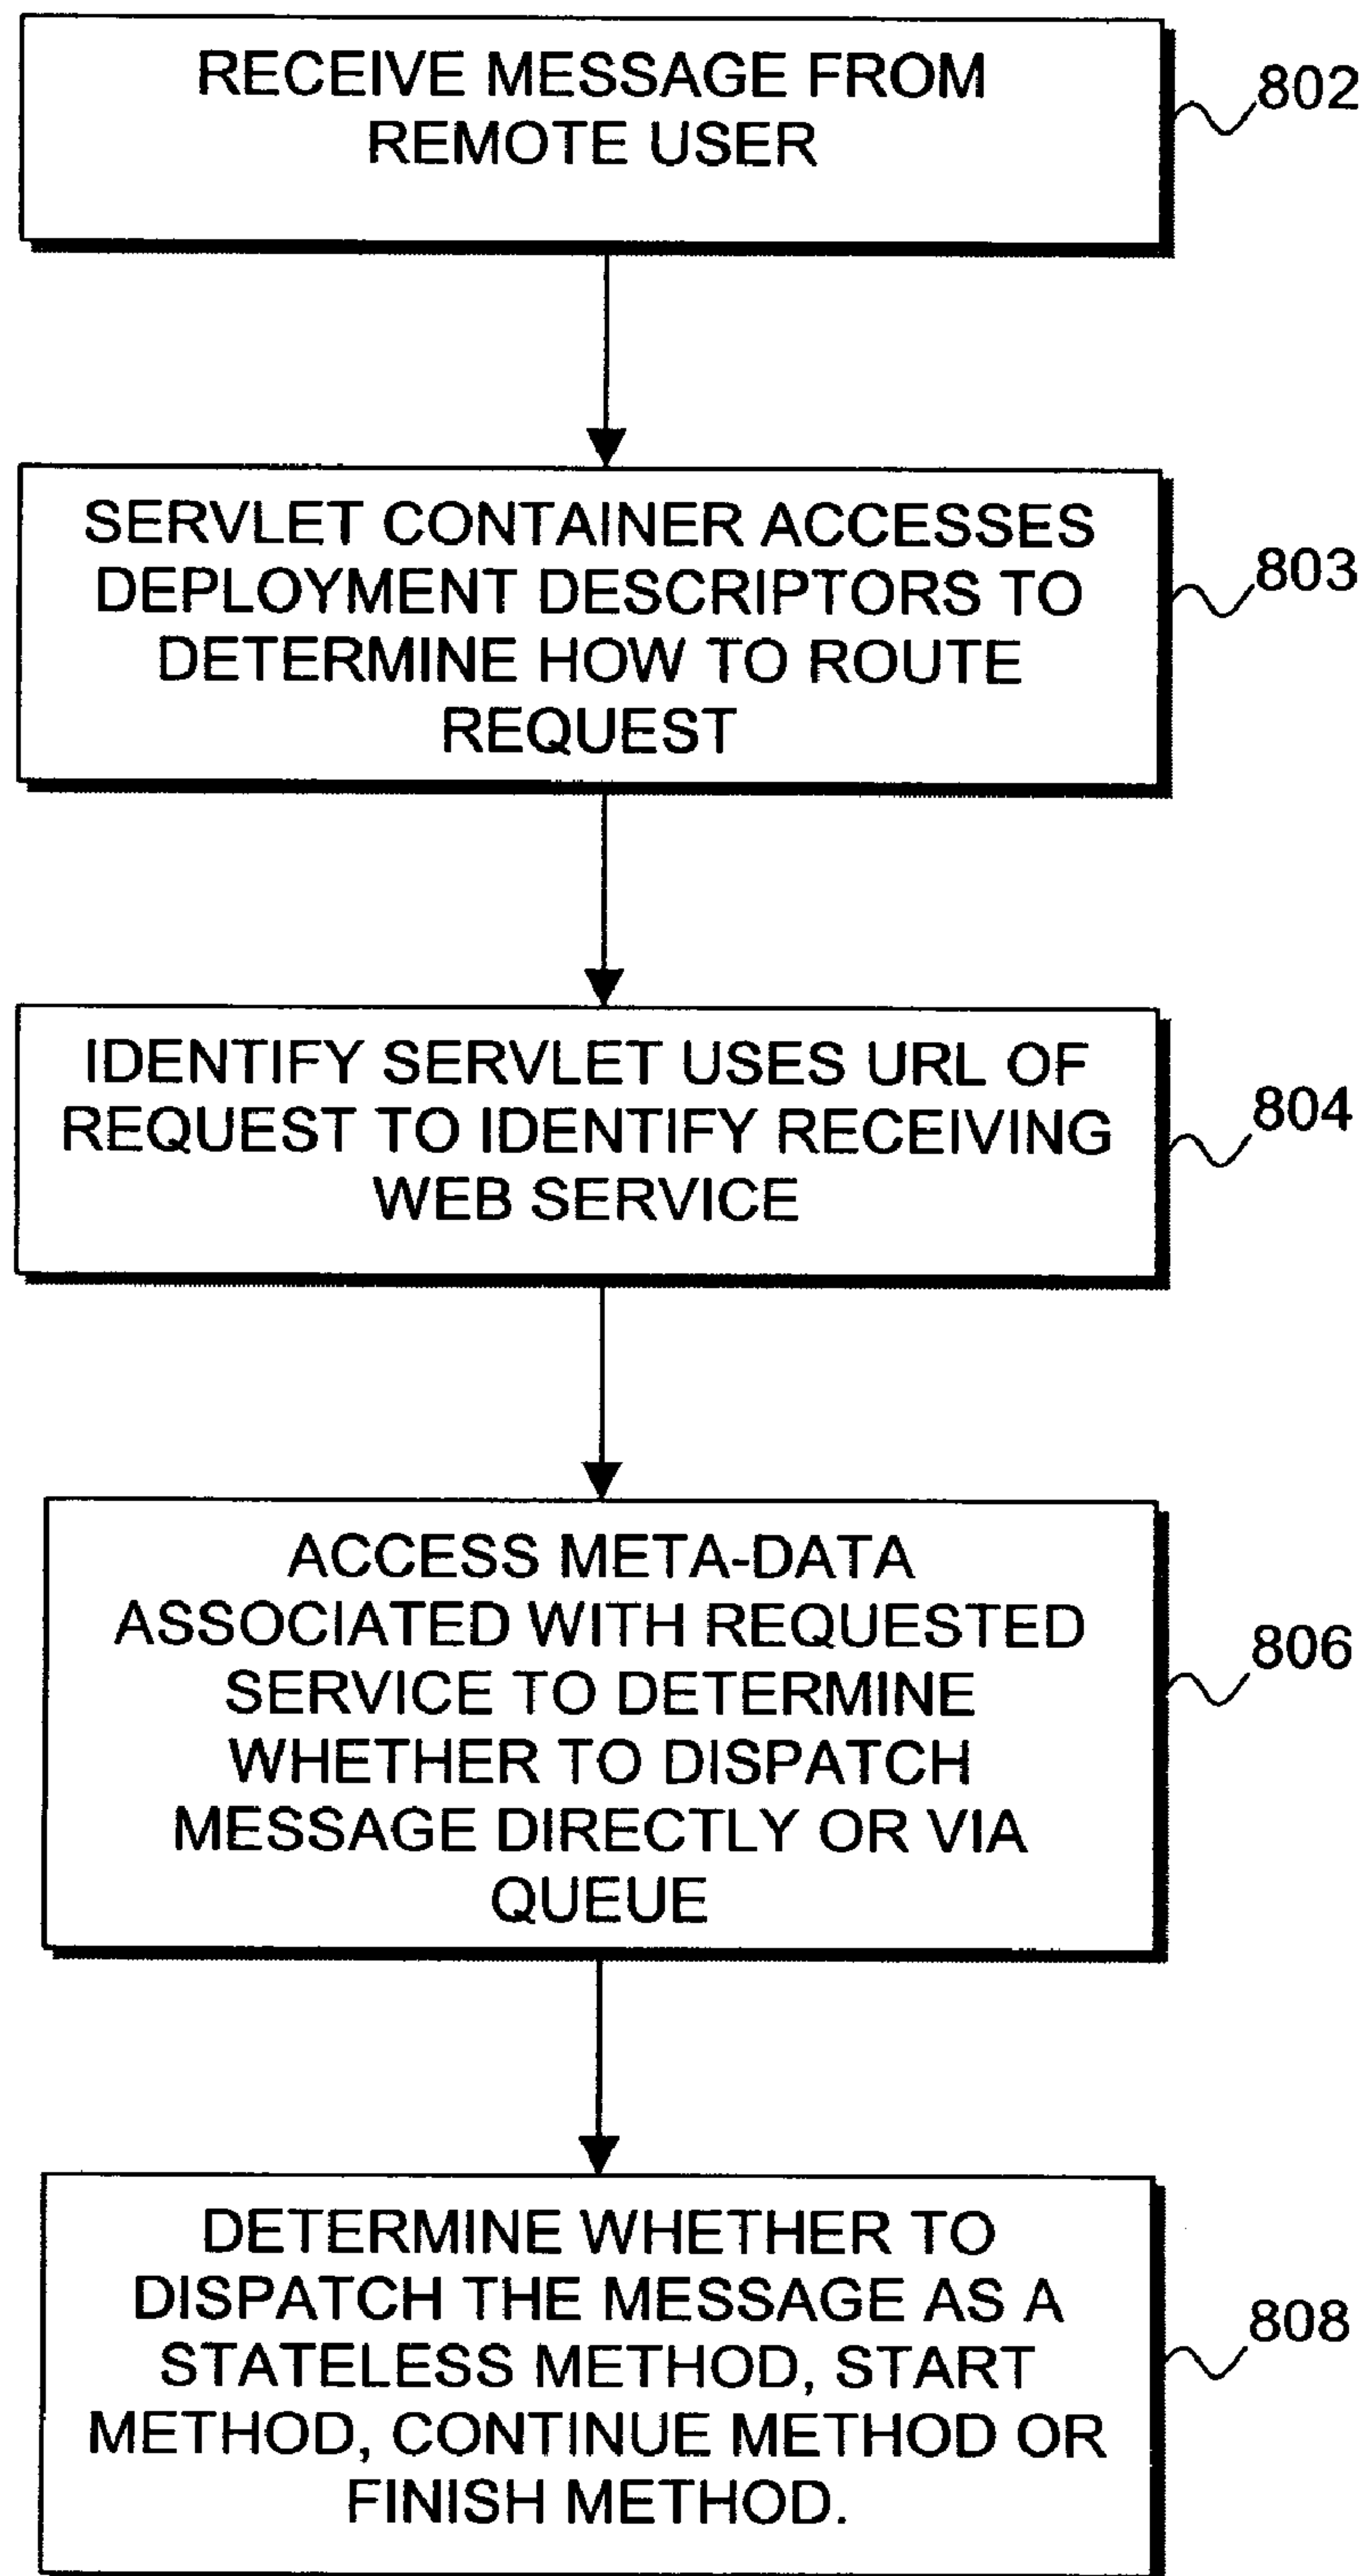 RECEIVE MESSAGE FROM
REMOTE USER
802
SERVLET CONTAINER ACCESSES
DEPLOYMENT DESCRIPTORS TO
DETERMINE HOW TO ROUTE
REQUEST
803
IDENTIFY SERVLET USES URL OF
REQUEST TO IDENTIFY RECEIVING
WEB SERVICE
804
ACCESS META-DATA
ASSOCIATED WITH REQUESTED
SERVICE TO DETERMINE
WHETHER TO DISPATCH
MESSAGE DIRECTLY OR VIA
QUEUE
806
DETERMINE WHETHER TO
DISPATCH THE MESSAGE AS A
STATELESS METHOD, START
METHOD, CONTINUE METHOD OR
FINISH METHOD.
808